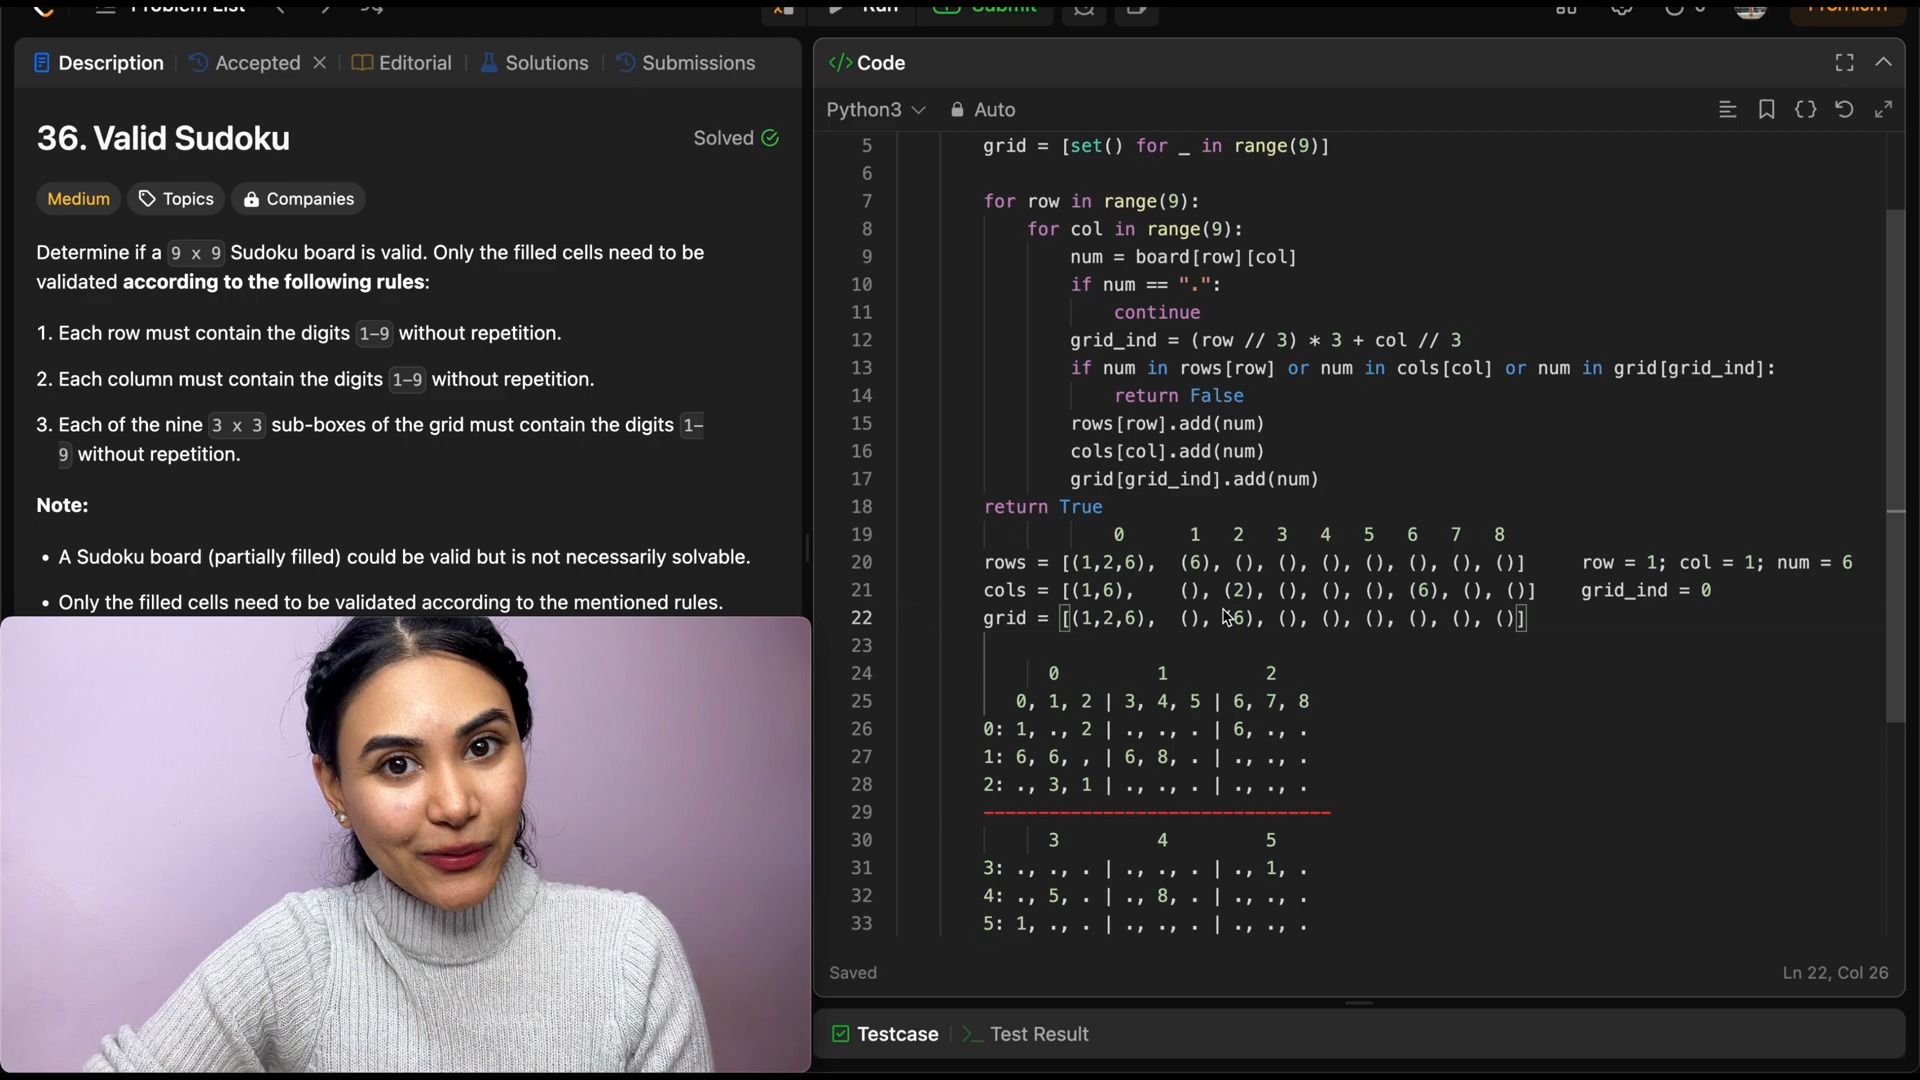 Problem List
Run
Submit
0
Premium
Description
Accepted
Editorial
Solutions
Submissions
36. Valid Sudoku
Solved
Medium
Topics
Companies
Determine if a 9 x 9 Sudoku board is valid. Only the filled cells need to be
validated according to the following rules:
1. Each row must contain the digits 1-9 without repetition.
2. Each column must contain the digits 1-9 without repetition.
3. Each of the nine 3 x 3 sub-boxes of the grid must contain the digits 1-
9 without repetition.
Note:
• A Sudoku board (partially filled) could be valid but is not necessarily solvable.
• Only the filled cells need to be validated according to the mentioned rules.
</> Code
Python3
Auto
5 grid = [set() for _ in range(9)]
6
7 for row in range(9):
8 for col in range(9):
9 num = board[row][col]
10 if num == ".":
11 continue
12 grid_ind = (row // 3) * 3 + col // 3
13 if num in rows[row] or num in cols[col] or num in grid[grid_ind]:
14 return False
15 rows[row].add(num)
16 cols[col].add(num)
17 grid[grid_ind].add(num)
18 return True
19 0 1 2 3 4 5 6 7 8
20 rows = [(1,2,6), (6), (), (), (), (), (), (), ()] row = 1; col = 1; num = 6
21 cols = [(1,6), (), (2), (), (), (), (6), (), ()] grid_ind = 0
22 grid = [(1,2,6), (), 6), (), (), (), (), (), ()]
23
24 0 1 2
25 0, 1, 2 | 3, 4, 5 | 6, 7, 8
26 0: 1, ., 2 | ., ., . | 6, ., .
27 1: 6, 6, , | 6, 8, . | ., ., .
28 2: ., 3, 1 | ., ., . | ., ., .
29 ------------------------------
30 3 4 5
31 3: ., ., . | ., ., . | ., 1, .
32 4: ., 5, . | ., 8, . | ., ., .
33 5: 1, ., . | ., ., . | ., ., .
Saved
Ln 22, Col 26
Testcase
Test Result